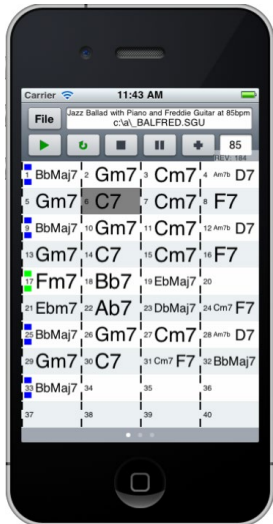 Carrier 11:43 AM
File Jazz Ballad with Piano and Freddie Guitar at 85bpm
c:\a\_BALFRED.SGU
85
REV: 184
1 BbMaj7 2 Gm7 3 Cm7 4 Am7b D7
5 Gm7 6 C7 7 Cm7 8 F7
9 BbMaj7 10 Gm7 11 Cm7 12 Am7b D7
13 Gm7 14 C7 15 Cm7 16 F7
17 Fm7 18 Bb7 19 EbMaj7 20
21 Ebm7 22 Ab7 23 DbMaj7 24 Cm7 F7
25 BbMaj7 26 Gm7 27 Cm7 28 Am7b D7
29 Gm7 30 C7 31 Cm7 F7 32 BbMaj7
33 BbMaj7 34 35 36
37 38 39 40